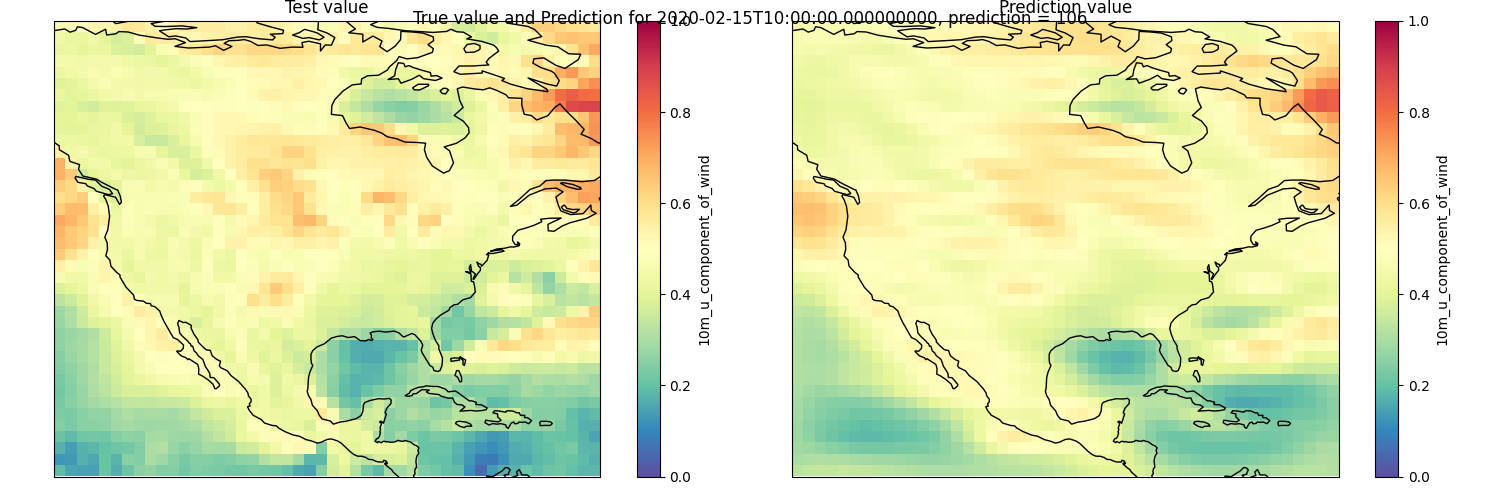 Test value
Prediction value
True value and Prediction for 2020-02-15T10:00:00.000000000, prediction = 106
1.0
0.8
0.6
0.4
0.2
0.0
10m_u_component_of_wind
1.0
0.8
0.6
0.4
0.2
0.0
10m_u_component_of_wind